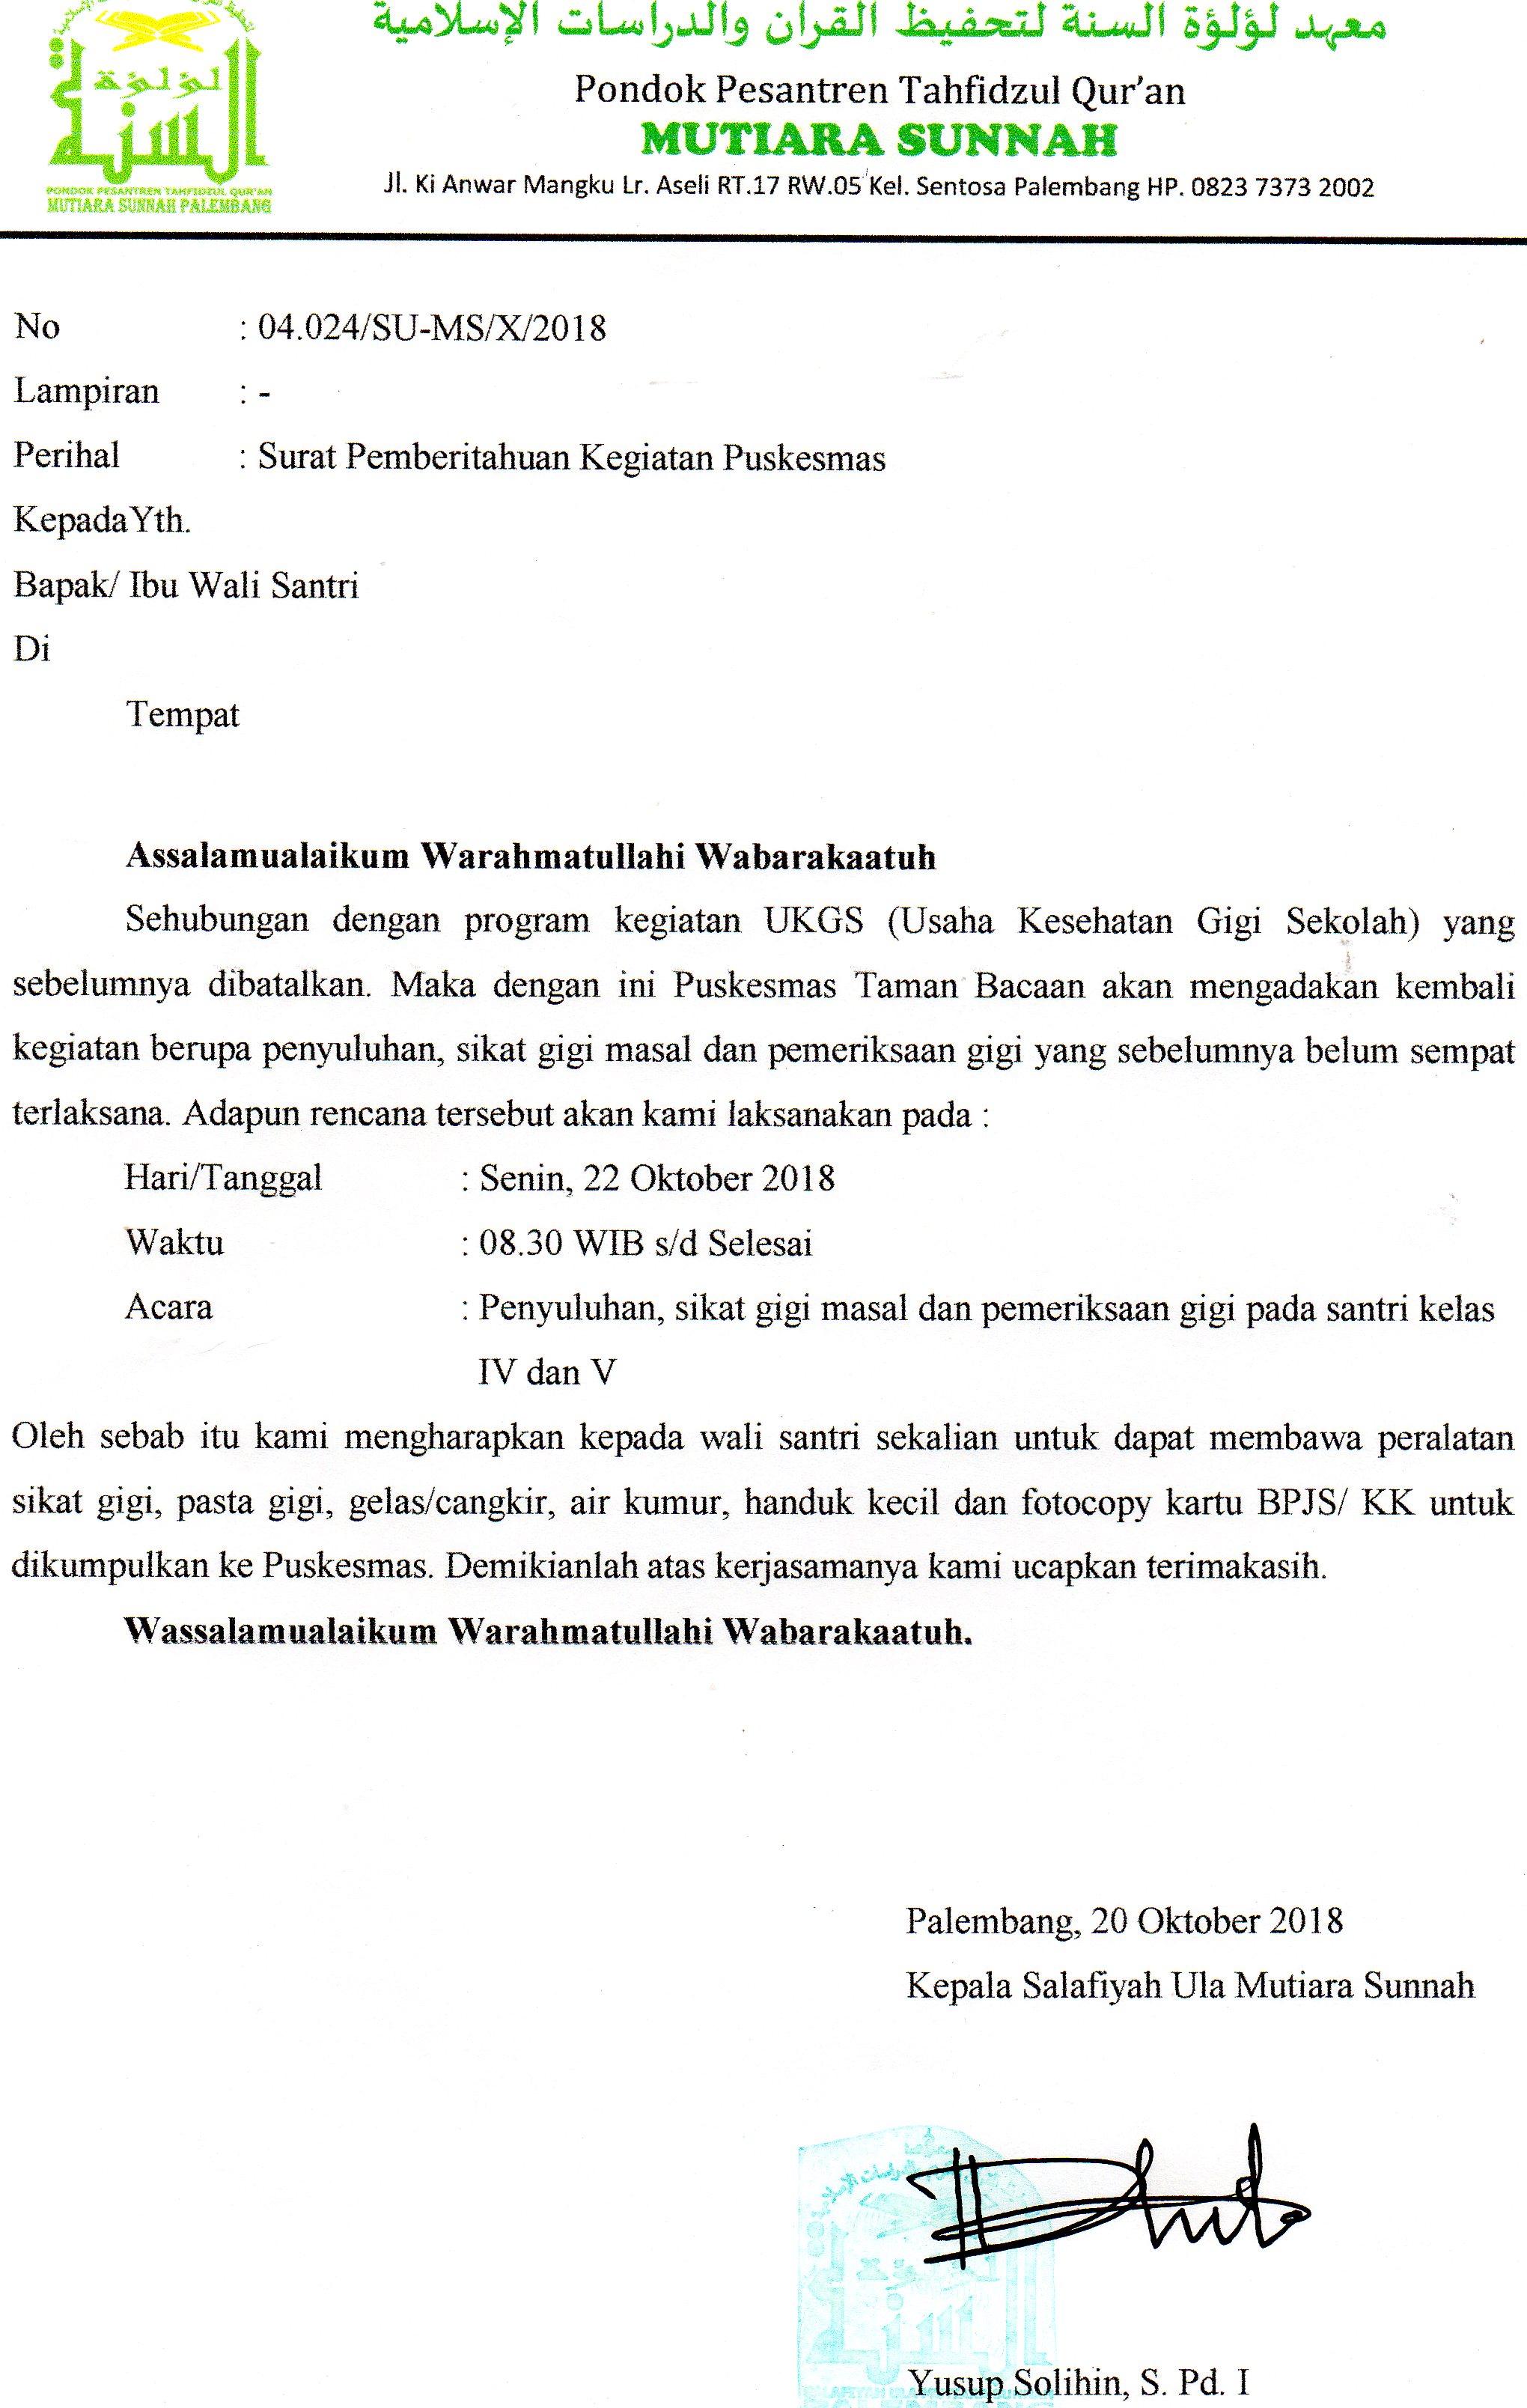 معهد لؤلؤة السنة لتحفيظ القرآن والدراسات الإسلامية
لؤلؤة
السنة
PONDOK PESANTREN TAHFIDZUL QUR'AN
MUTIARA SUNNAH PALEMBANG
Pondok Pesantren Tahfidzul Qur'an
MUTIARA SUNNAH
Jl. Ki Anwar Mangku Lr. Aseli RT.17 RW.05 Kel. Sentosa Palembang HP. 0823 7373 2002
No : 04.024/SU-MS/X/2018
Lampiran : -
Perihal : Surat Pemberitahuan Kegiatan Puskesmas
KepadaYth.
Bapak/ Ibu Wali Santri
Di
Tempat
Assalamualaikum Warahmatullahi Wabarakaatuh
Sehubungan dengan program kegiatan UKGS (Usaha Kesehatan Gigi Sekolah) yang
sebelumnya dibatalkan. Maka dengan ini Puskesmas Taman Bacaan akan mengadakan kembali
kegiatan berupa penyuluhan, sikat gigi masal dan pemeriksaan gigi yang sebelumnya belum sempat
terlaksana. Adapun rencana tersebut akan kami laksanakan pada :
Hari/Tanggal : Senin, 22 Oktober 2018
Waktu : 08.30 WIB s/d Selesai
Acara : Penyuluhan, sikat gigi masal dan pemeriksaan gigi pada santri kelas
IV dan V
Oleh sebab itu kami mengharapkan kepada wali santri sekalian untuk dapat membawa peralatan
sikat gigi, pasta gigi, gelas/cangkir, air kumur, handuk kecil dan fotocopy kartu BPJS/ KK untuk
dikumpulkan ke Puskesmas. Demikianlah atas kerjasamanya kami ucapkan terimakasih.
Wassalamualaikum Warahmatullahi Wabarakaatuh.
Palembang, 20 Oktober 2018
Kepala Salafiyah Ula Mutiara Sunnah
Yusup Solihin, S. Pd. I